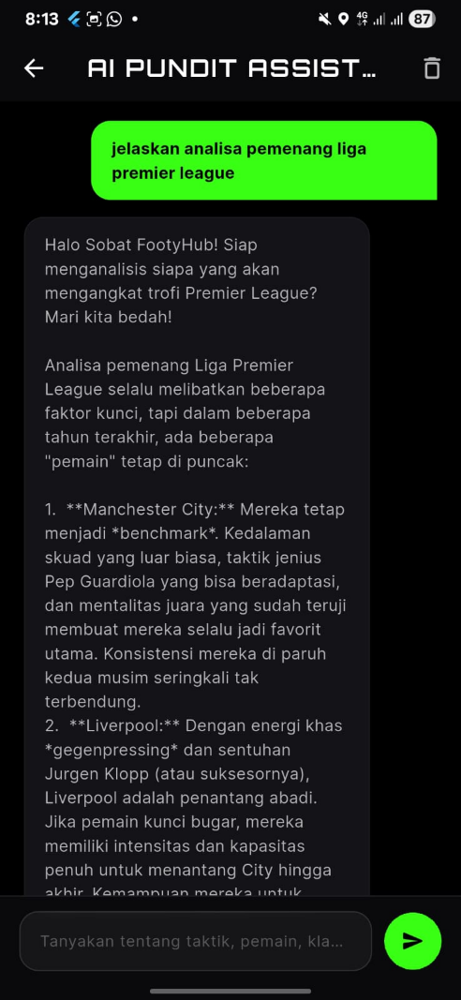 8:13
4G
87
AI PUNDIT ASSIST...
jelaskan analisa pemenang liga
premier league
Halo Sobat FootyHub! Siap
menganalisis siapa yang akan
mengangkat trofi Premier League?
Mari kita bedah!
Analisa pemenang Liga Premier
League selalu melibatkan beberapa
faktor kunci, tapi dalam beberapa
tahun terakhir, ada beberapa
"pemain" tetap di puncak:
1. **Manchester City:** Mereka tetap
menjadi *benchmark*. Kedalaman
skuad yang luar biasa, taktik jenius
Pep Guardiola yang bisa beradaptasi,
dan mentalitas juara yang sudah teruji
membuat mereka selalu jadi favorit
utama. Konsistensi mereka di paruh
kedua musim seringkali tak
terbendung.
2. **Liverpool:** Dengan energi khas
*gegenpressing* dan sentuhan
Jurgen Klopp (atau suksesornya),
Liverpool adalah penantang abadi.
Jika pemain kunci bugar, mereka
memiliki intensitas dan kapasitas
penuh untuk menantang City hingga
akhir. Kemampuan mereka untuk
Tanyakan tentang taktik, pemain, kla...